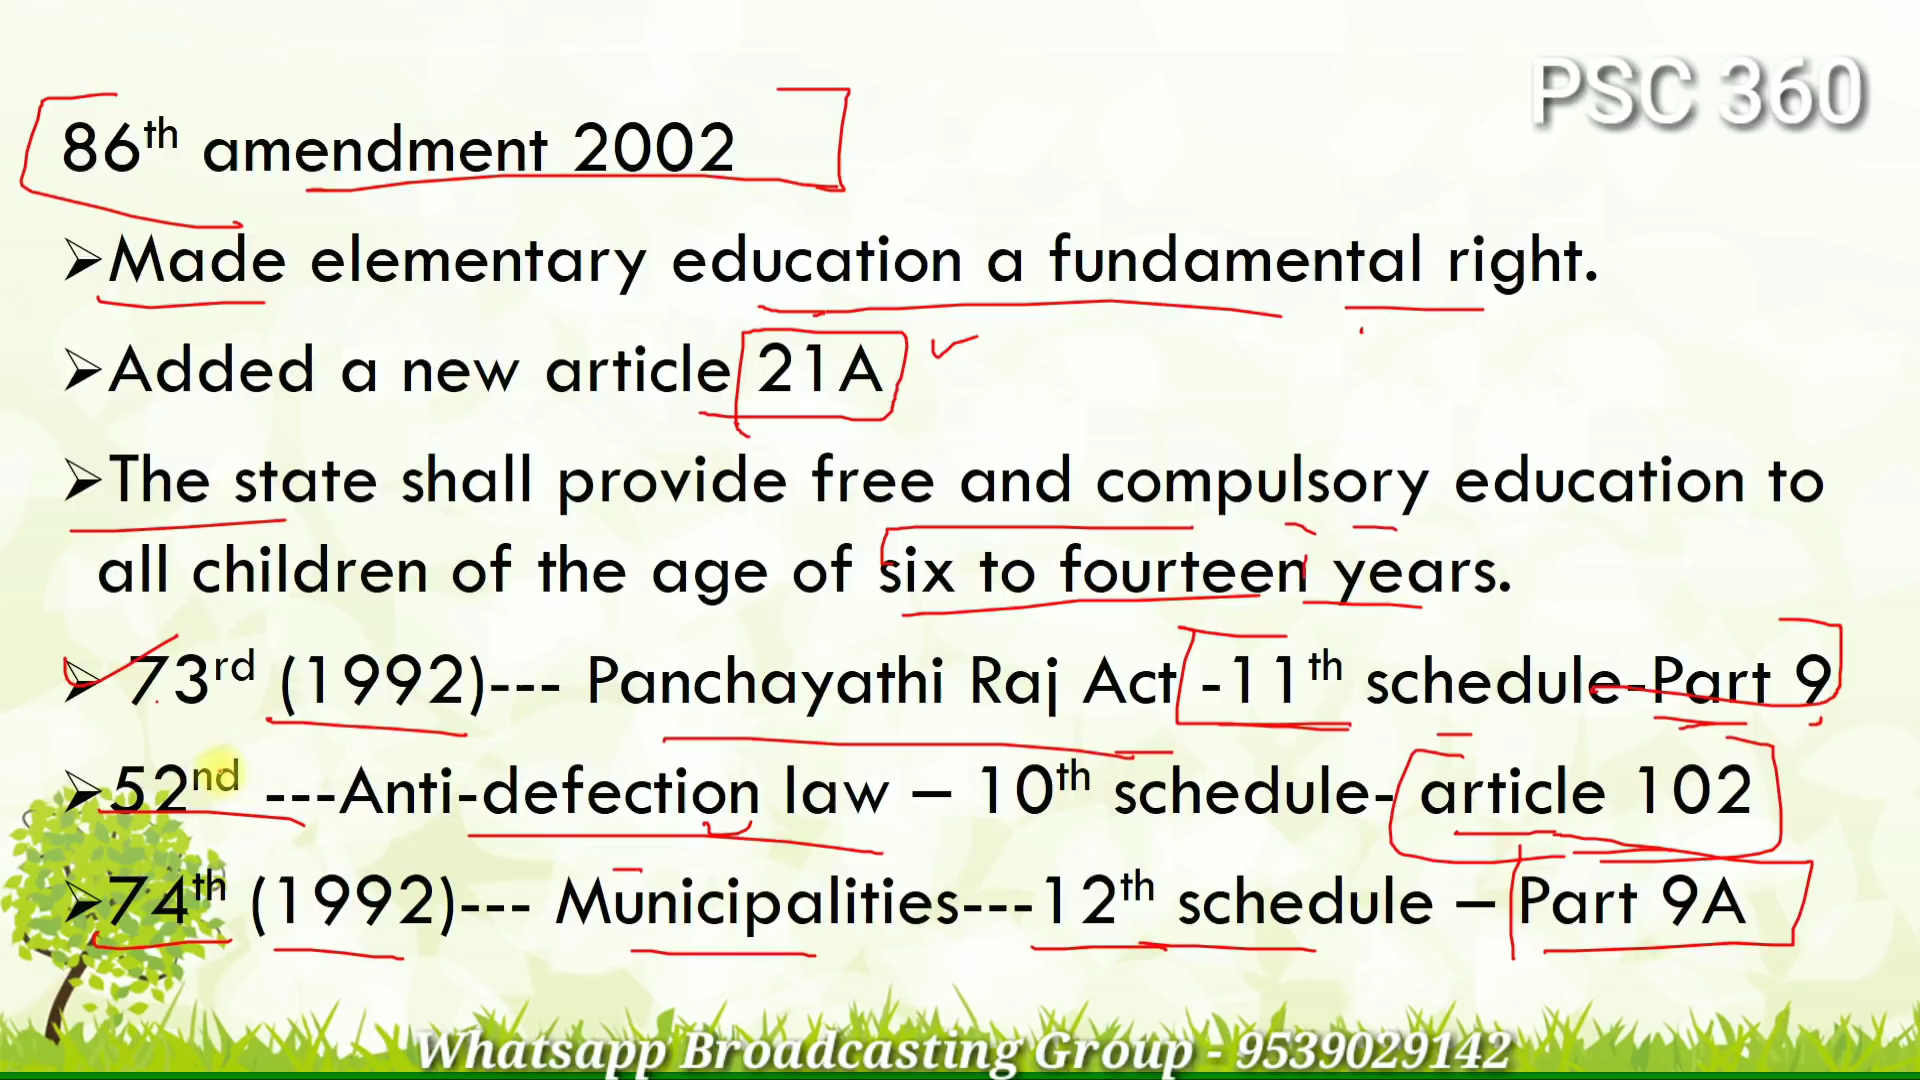 PSC 360
86th amendment 2002
➢Made elementary education a fundamental right.
➢Added a new article 21A
➢The state shall provide free and compulsory education to
all children of the age of six to fourteen years.
➢ 73rd (1992)--- Panchayathi Raj Act -11th schedule-Part 9
➢52nd ---Anti-defection law – 10th schedule- article 102
➢74th (1992)--- Municipalities---12th schedule – Part 9A
Whatsapp Broadcasting Group - 9539029142